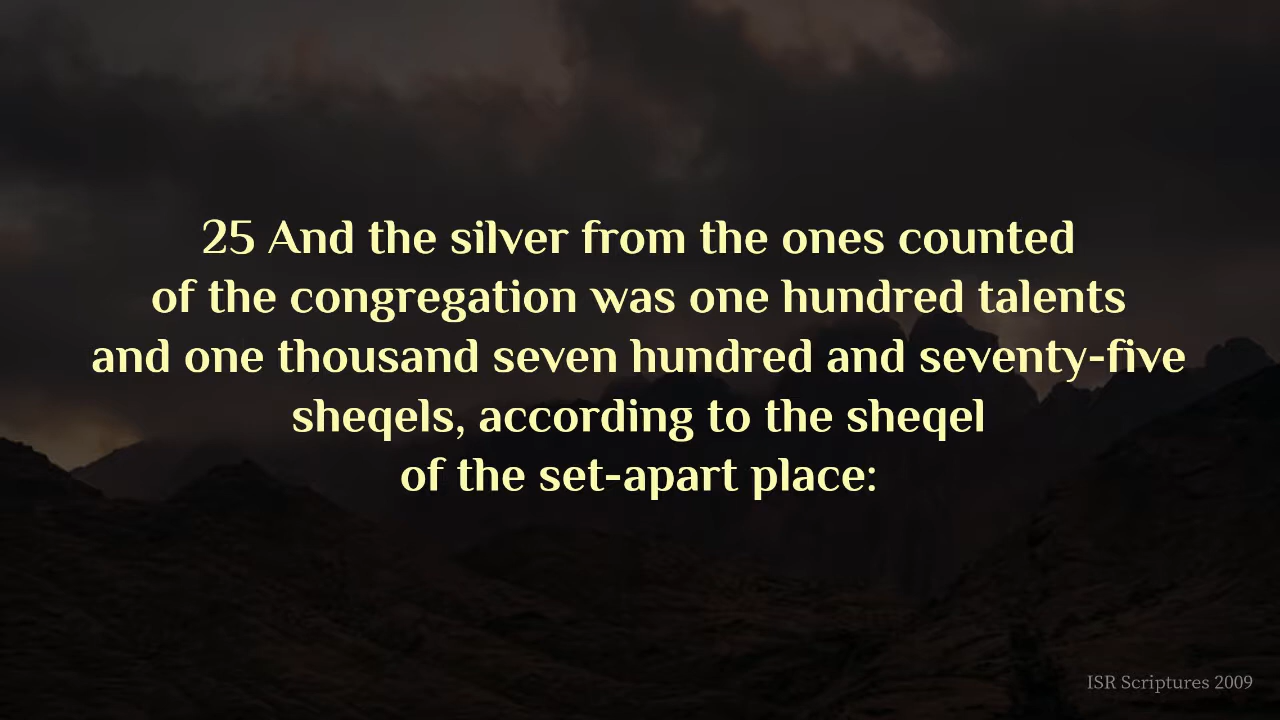 25 And the silver from the ones counted
of the congregation was one hundred talents
and one thousand seven hundred and seventy-five
sheqels, according to the sheqel
of the set-apart place:
ISR Scriptures 2009